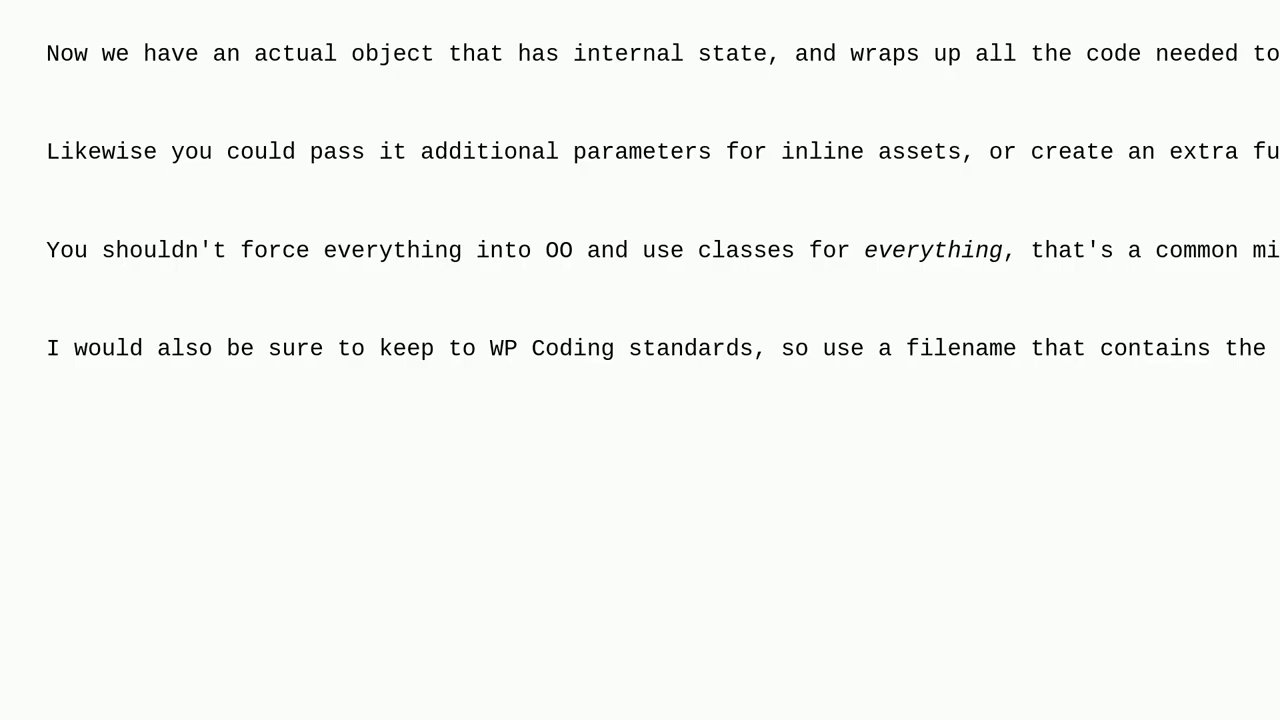 Now we have an actual object that has internal state, and wraps up all the code needed to
Likewise you could pass it additional parameters for inline assets, or create an extra
You shouldn't force everything into OO and use classes for everything, that's a common
I would also be sure to keep to WP Coding standards, so use a filename that contains the